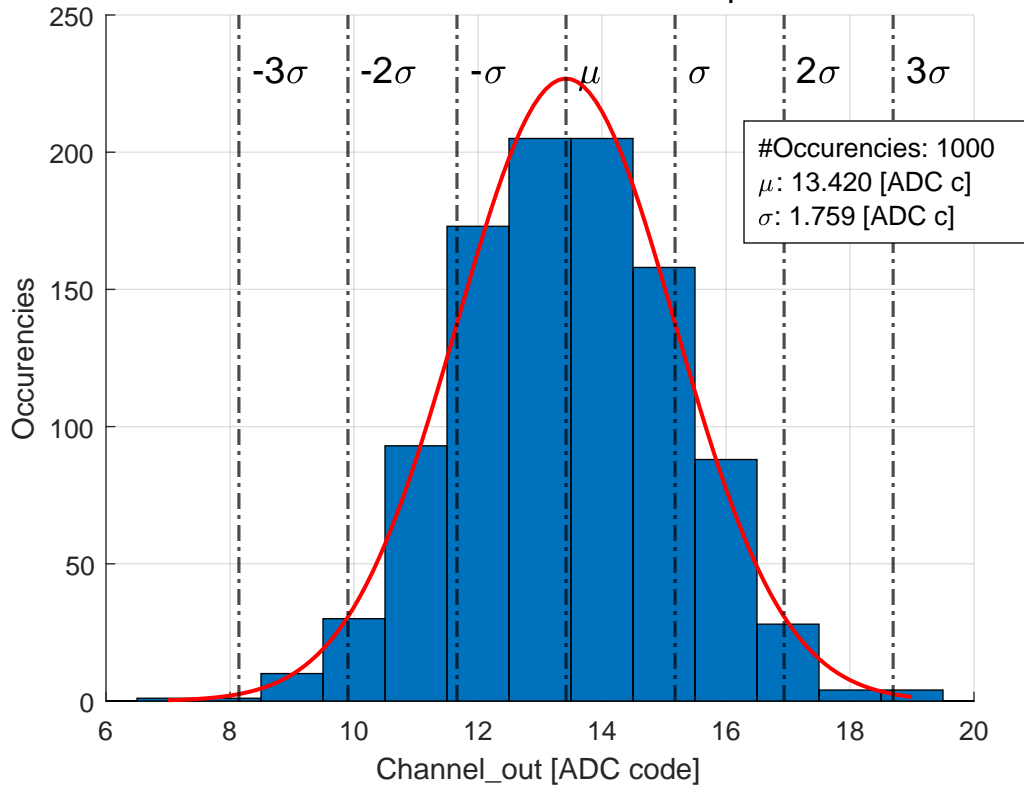 250
200
150
100
50
0
-3σ -2σ -σ μ σ 2σ 3σ
#Occurencies: 1000
μ: 13.420 [ADC c]
σ: 1.759 [ADC c]
Occurencies
6 8 10 12 14 16 18 20
Channel_out [ADC code]